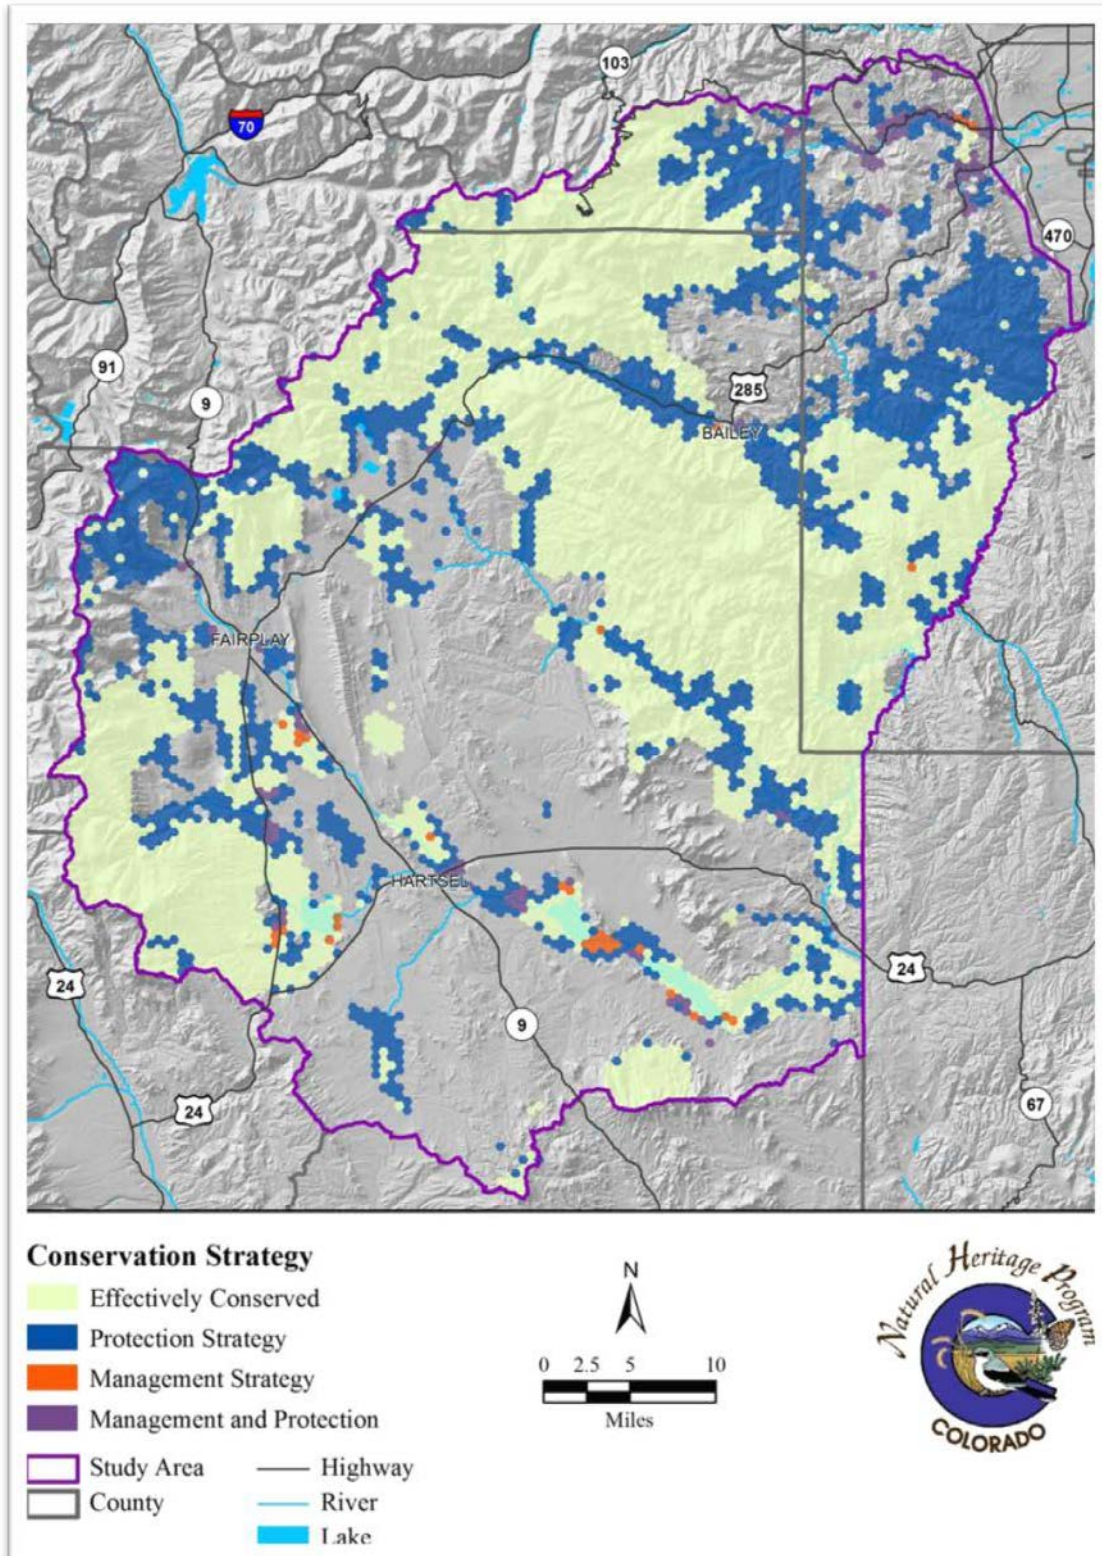 103
70
470
91
9
285
BAILEY
FAIRPLAY
HARTSEL
24
24
9
24
67
Conservation Strategy
Effectively Conserved
Protection Strategy
Management Strategy
Management and Protection
Study Area
County
Highway
River
Lake
N
0 2.5 5 10
Miles
Natural Heritage Program
COLORADO